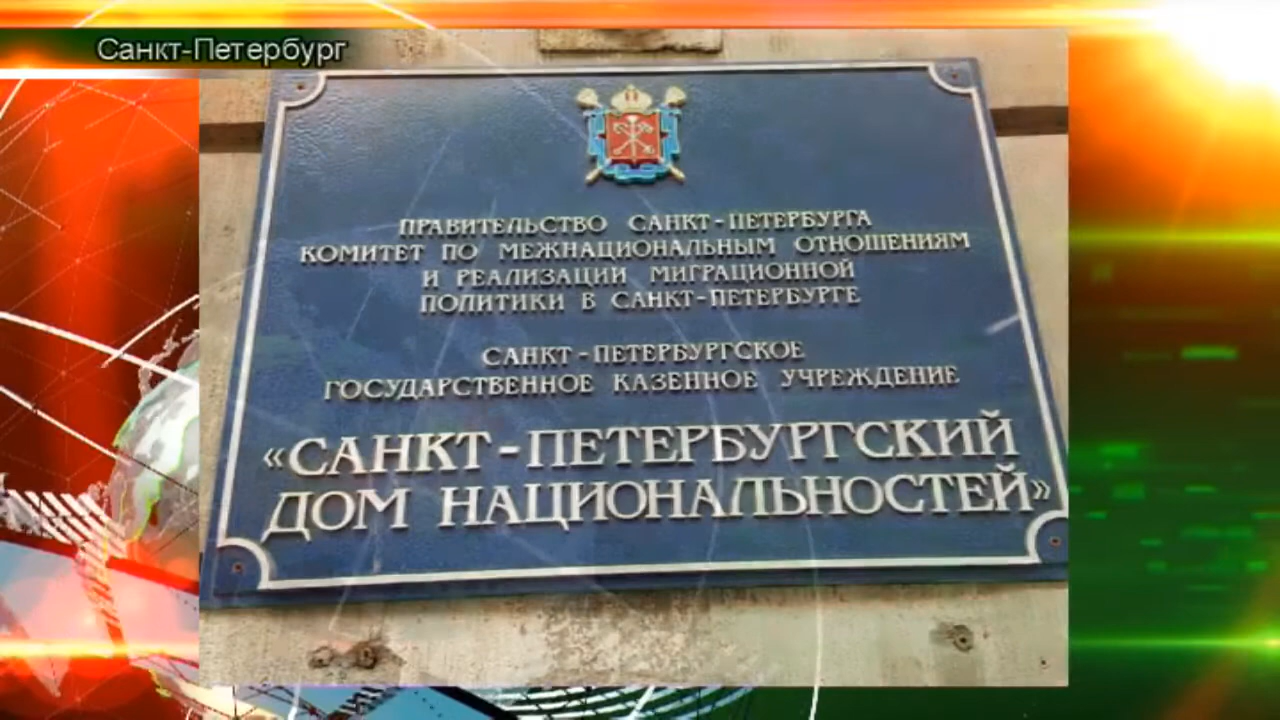 Санкт-Петербург
ПРАВИТЕЛЬСТВО САНКТ-ПЕТЕРБУРГА
КОМИТЕТ ПО МЕЖНАЦИОНАЛЬНЫМ ОТНОШЕНИЯМ
И РЕАЛИЗАЦИИ МИГРАЦИОННОЙ
ПОЛИТИКИ В САНКТ-ПЕТЕРБУРГЕ
САНКТ-ПЕТЕРБУРГСКОЕ
ГОСУДАРСТВЕННОЕ КАЗЕННОЕ УЧРЕЖДЕНИЕ
«САНКТ-ПЕТЕРБУРГСКИЙ
ДОМ НАЦИОНАЛЬНОСТЕЙ»